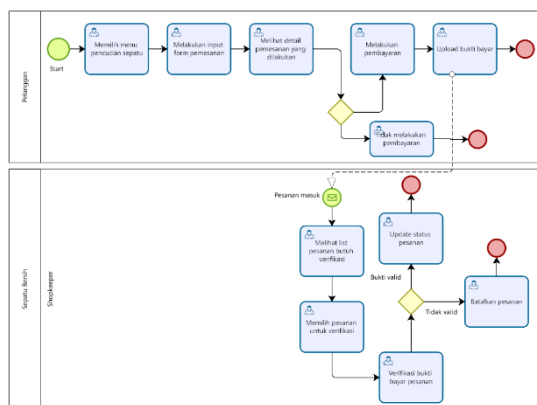 Pelanggan
Start
Memilih menu
pencucian sepatu
Melakukan input
form pemesanan
Melihat detail
pemesanan yang
dilakukan
Melakukan
pembayaran
Upload bukti bayar
dak melakukan
pembayaran
Sepatu Bersih
Shopkeeper
Pesanan masuk
Melihat list
pesanan butuh
verifikasi
Memilih pesanan
untuk verifikasi
Verifikasi bukti
bayar pesanan
Update status
pesanan
Bukti valid
Tidak valid
Batalkan pesanan